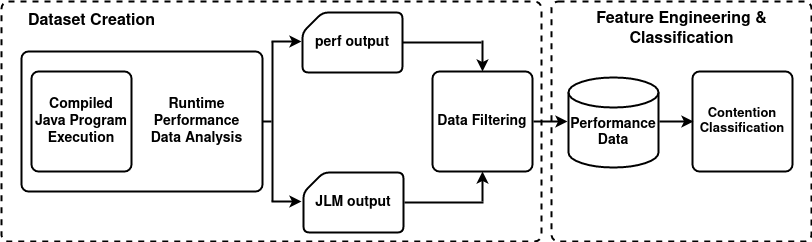 Dataset Creation
Compiled
Java Program
Execution
Runtime
Performance
Data Analysis
perf output
JLM output
Data Filtering
Feature Engineering &
Classification
Performance
Data
Contention
Classification